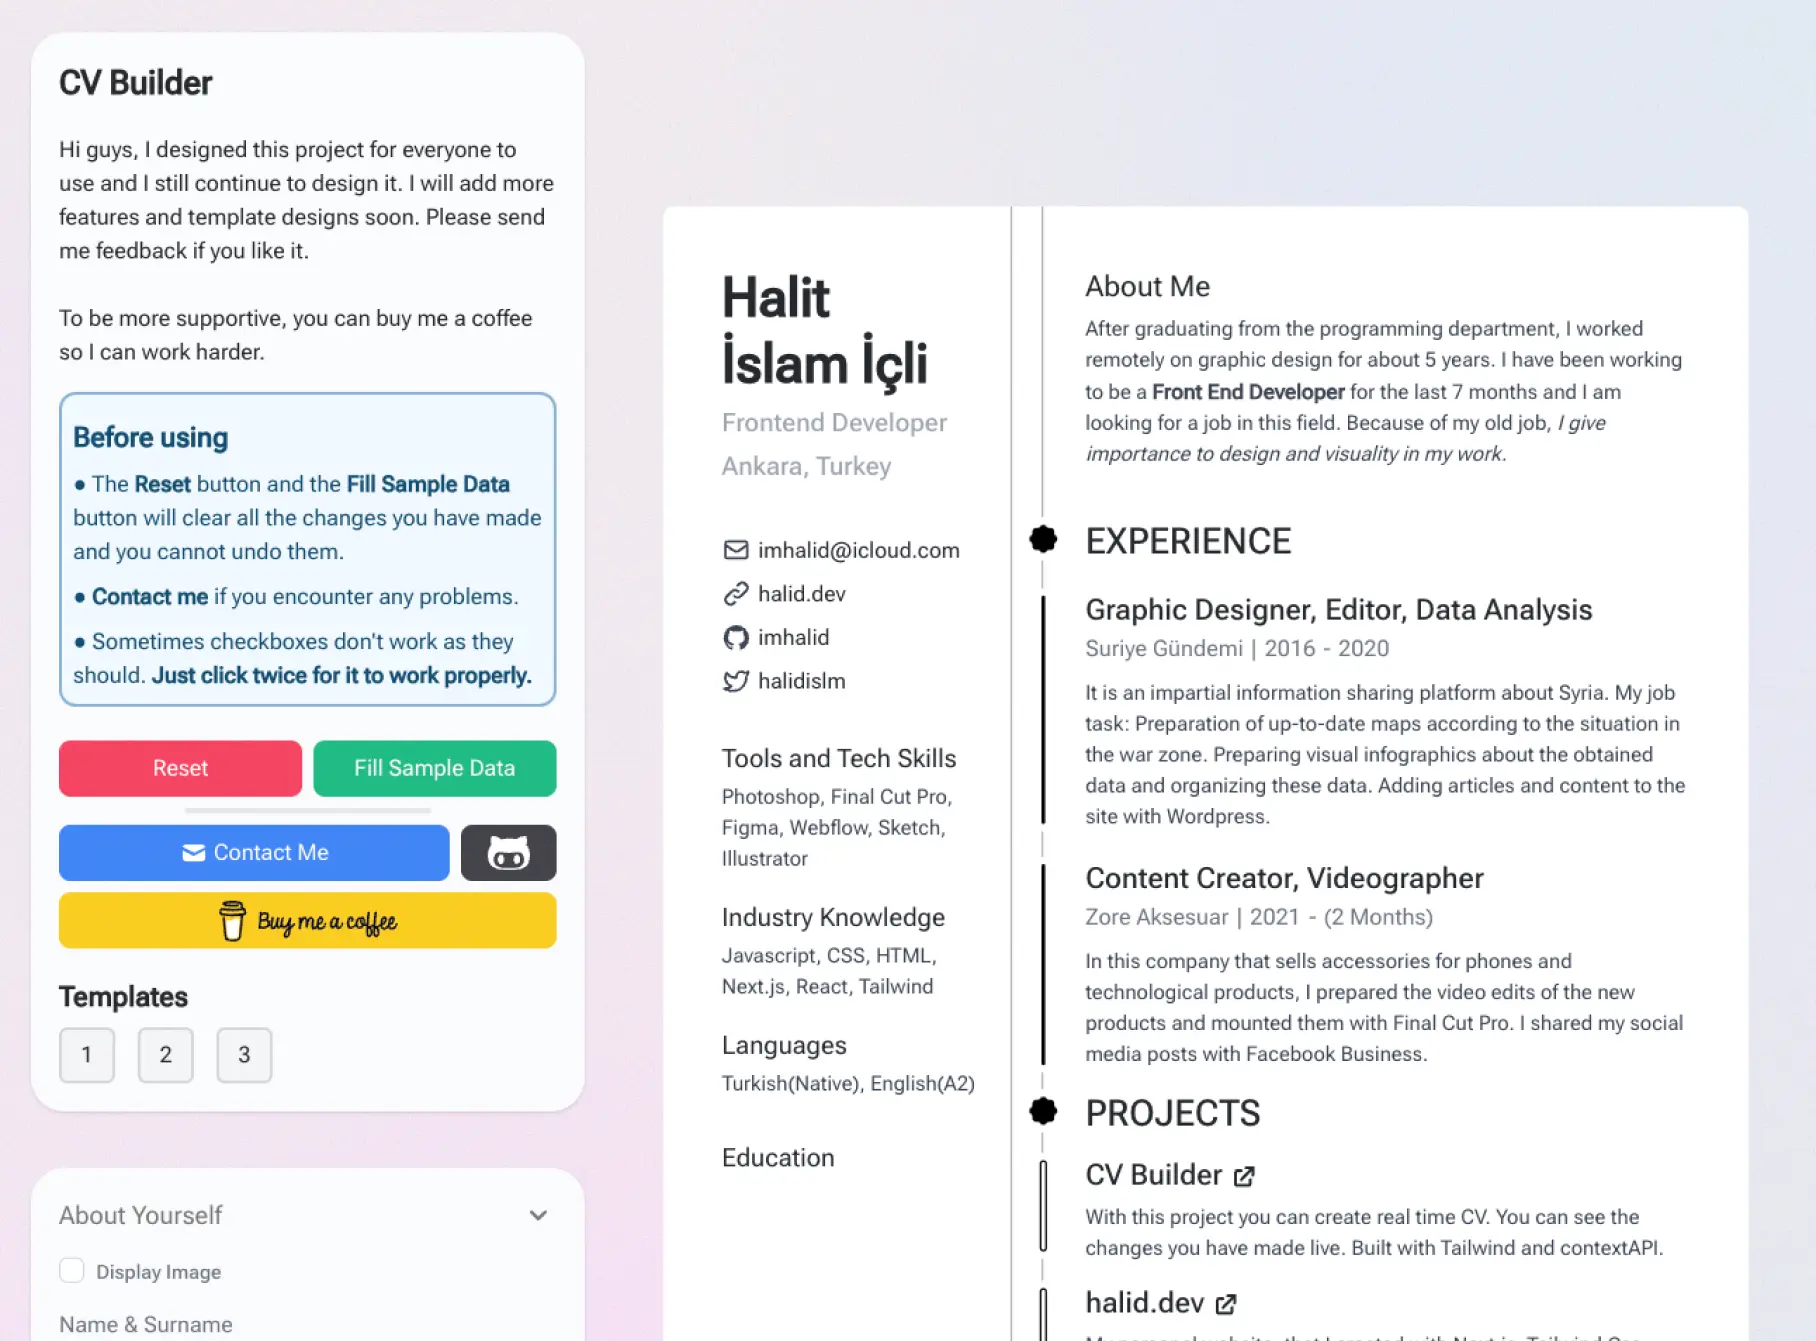 CV Builder
Hi guys, I designed this project for everyone to
use and I still continue to design it. I will add more
features and template designs soon. Please send
me feedback if you like it.
To be more supportive, you can buy me a coffee
so I can work harder.
Before using
● The Reset button and the Fill Sample Data
button will clear all the changes you have made
and you cannot undo them.
● Contact me if you encounter any problems.
● Sometimes checkboxes don't work as they
should. Just click twice for it to work properly.
Reset
Fill Sample Data
Contact Me
Buy me a coffee
Templates
1 2 3
About Yourself
Display Image
Name & Surname
Halit
İslam İçli
Frontend Developer
Ankara, Turkey
imhalid@icloud.com
halid.dev
imhalid
halidislm
Tools and Tech Skills
Photoshop, Final Cut Pro,
Figma, Webflow, Sketch,
Illustrator
Industry Knowledge
Javascript, CSS, HTML,
Next.js, React, Tailwind
Languages
Turkish(Native), English(A2)
Education
About Me
After graduating from the programming department, I worked
remotely on graphic design for about 5 years. I have been working
to be a Front End Developer for the last 7 months and I am
looking for a job in this field. Because of my old job, I give
importance to design and visuality in my work.
EXPERIENCE
Graphic Designer, Editor, Data Analysis
Suriye Gündemi | 2016 - 2020
It is an impartial information sharing platform about Syria. My job
task: Preparation of up-to-date maps according to the situation in
the war zone. Preparing visual infographics about the obtained
data and organizing these data. Adding articles and content to the
site with Wordpress.
Content Creator, Videographer
Zore Aksesuar | 2021 - (2 Months)
In this company that sells accessories for phones and
technological products, I prepared the video edits of the new
products and mounted them with Final Cut Pro. I shared my social
media posts with Facebook Business.
PROJECTS
CV Builder
With this project you can create real time CV. You can see the
changes you have made live. Built with Tailwind and contextAPI.
halid.dev